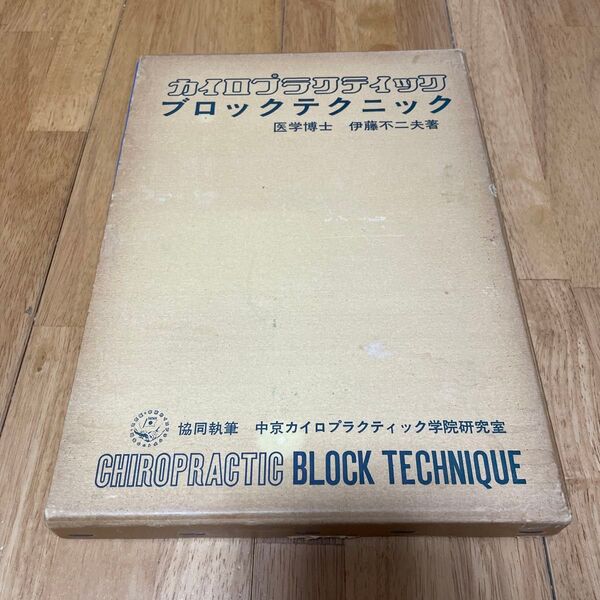 カイロプラクティック
ブロックテクニック
医学博士 伊藤不二夫著
協同執筆 中京カイロプラクティック学院研究室
CHIROPRACTIC BLOCK TECHNIQUE